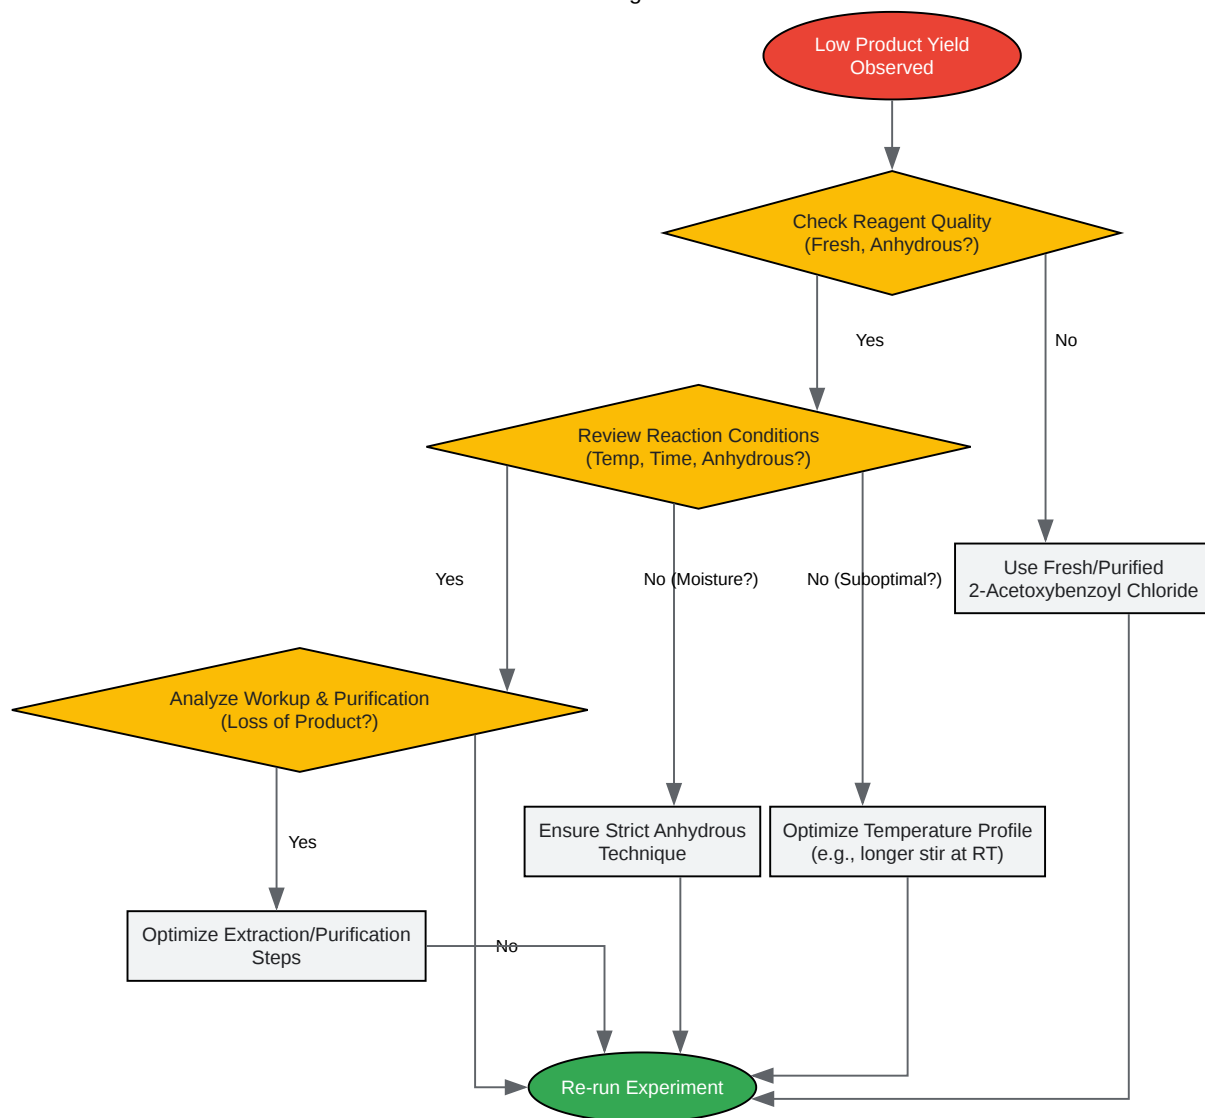 Low Product Yield
Observed
Check Reagent Quality
(Fresh, Anhydrous?)
Yes
No
Review Reaction Conditions
(Temp, Time, Anhydrous?)
Yes
No (Moisture?)
No (Suboptimal?)
Use Fresh/Purified
2-Acetoxybenzoyl Chloride
Analyze Workup & Purification
(Loss of Product?)
Ensure Strict Anhydrous
Technique
Optimize Temperature Profile
(e.g., longer stir at RT)
Yes
Optimize Extraction/Purification
Steps
No
Re-run Experiment